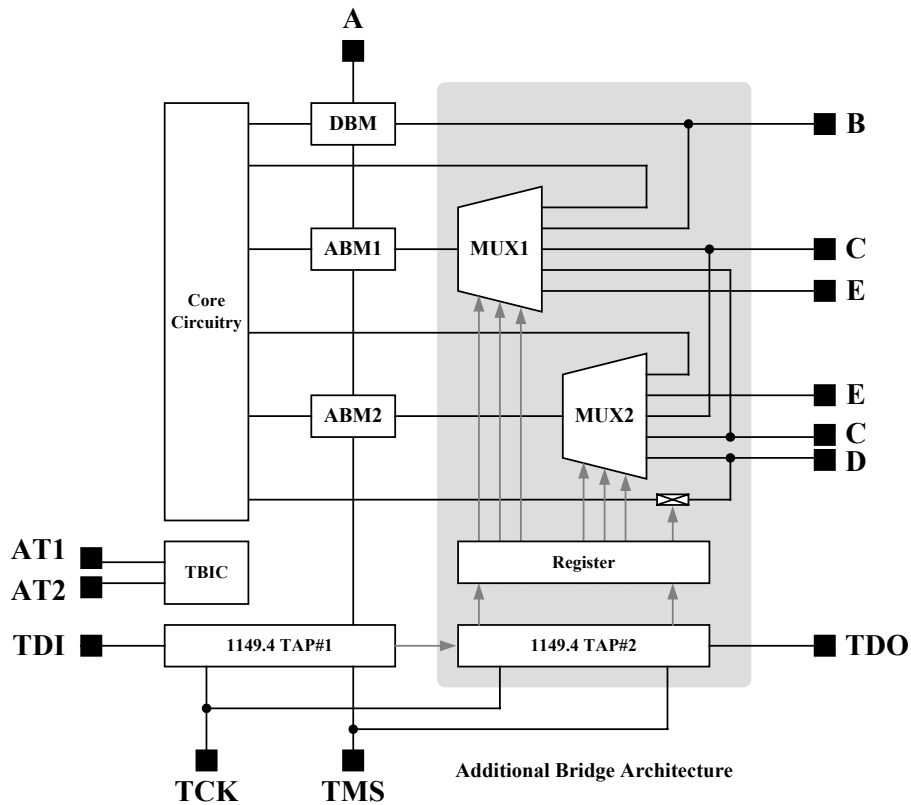 A
DBM
B
ABM1
MUX1
C
E
Core
Circuitry
ABM2
MUX2
E
C
D
AT1
AT2
TBIC
Register
TDI
1149.4 TAP#1
1149.4 TAP#2
TDO
TCK
TMS
Additional Bridge Architecture